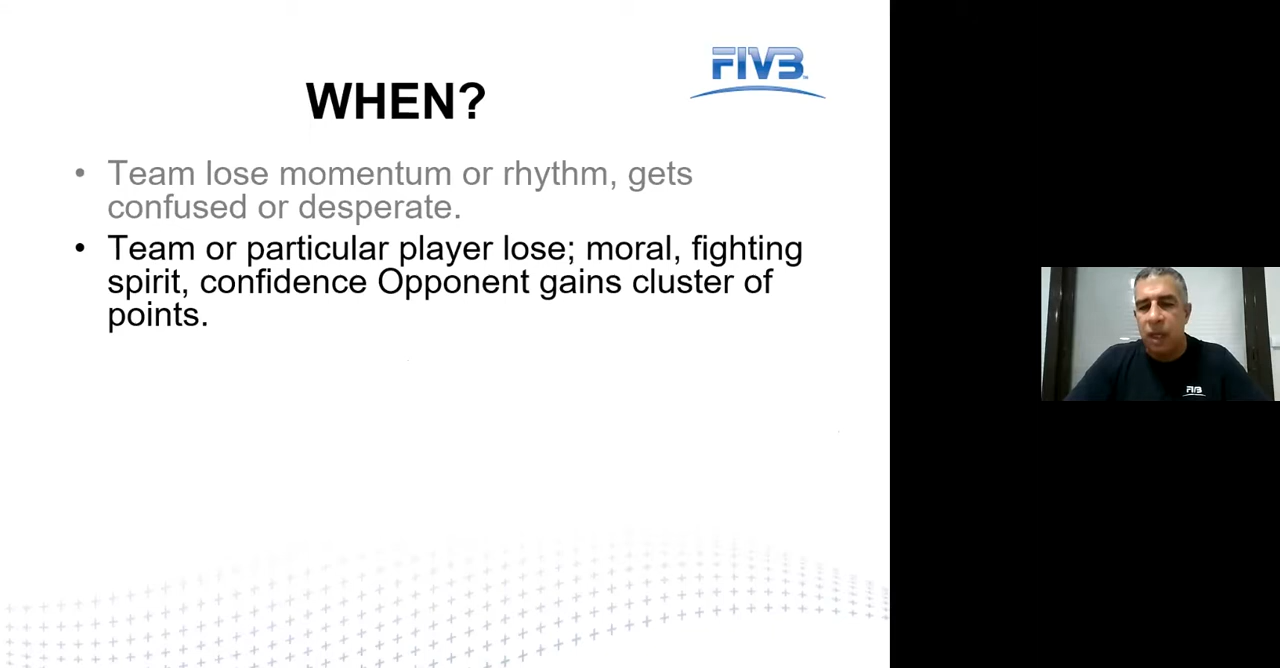 FIVB
WHEN?
• Team lose momentum or rhythm, gets
confused or desperate.
• Team or particular player lose; moral, fighting
spirit, confidence Opponent gains cluster of
points.
FIVB